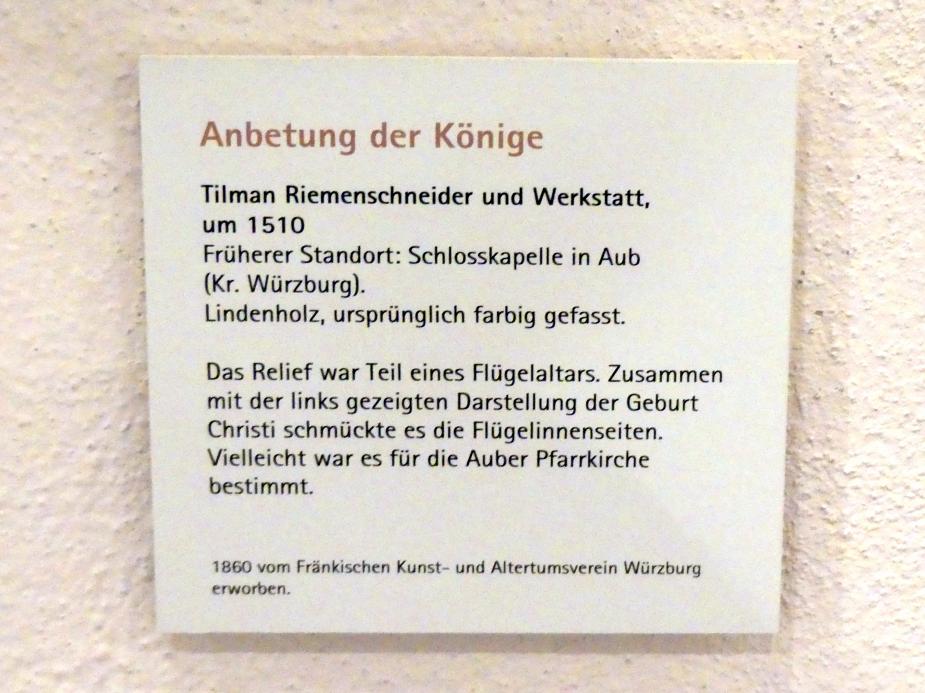 Anbetung der Könige
Tilman Riemenschneider und Werkstatt,
um 1510
Früherer Standort: Schlosskapelle in Aub
(Kr. Würzburg).
Lindenholz, ursprünglich farbig gefasst.
Das Relief war Teil eines Flügelaltars. Zusammen
mit der links gezeigten Darstellung der Geburt
Christi schmückte es die Flügelinnenseiten.
Vielleicht war es für die Auber Pfarrkirche
bestimmt.
1860 vom Fränkischen Kunst- und Altertumsverein Würzburg
erworben.